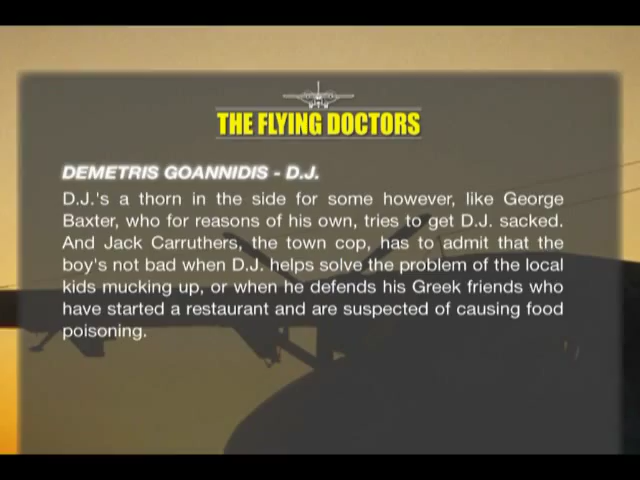 THE FLYING DOCTORS
DEMETRIS GOANNIDIS - D.J.
D.J.'s a thorn in the side for some however, like George
Baxter, who for reasons of his own, tries to get D.J. sacked.
And Jack Carruthers, the town cop, has to admit that the
boy's not bad when D.J. helps solve the problem of the local
kids mucking up, or when he defends his Greek friends who
have started a restaurant and are suspected of causing food
poisoning.